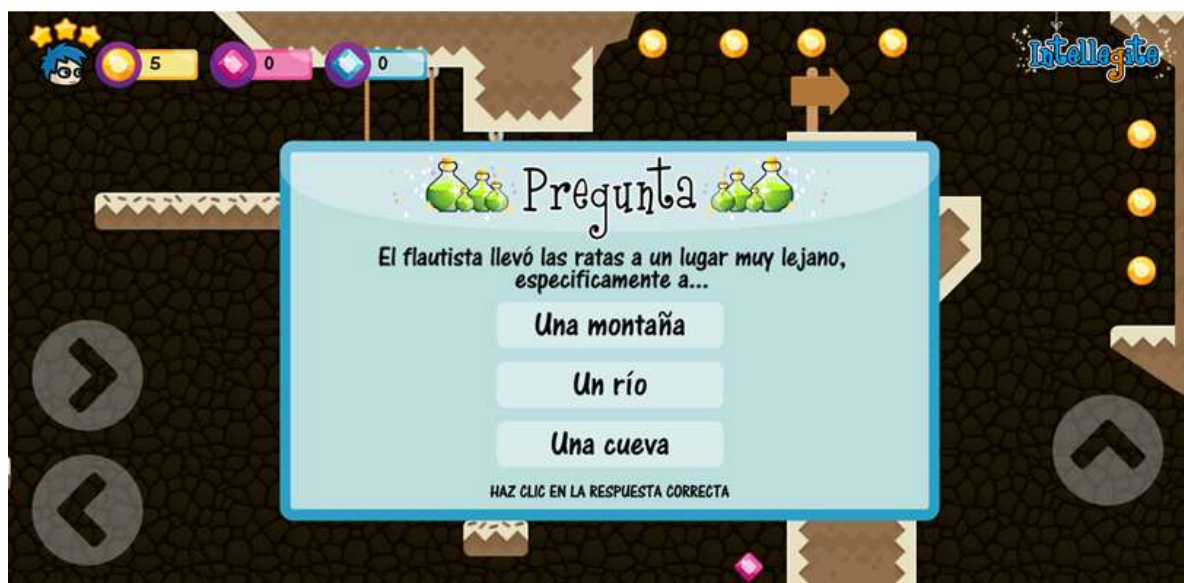 5
0
0
Intellegite
Pregunta
El flautista llevó las ratas a un lugar muy lejano,
especificamente a...
Una montaña
Un río
Una cueva
HAZ CLIC EN LA RESPUESTA CORRECTA